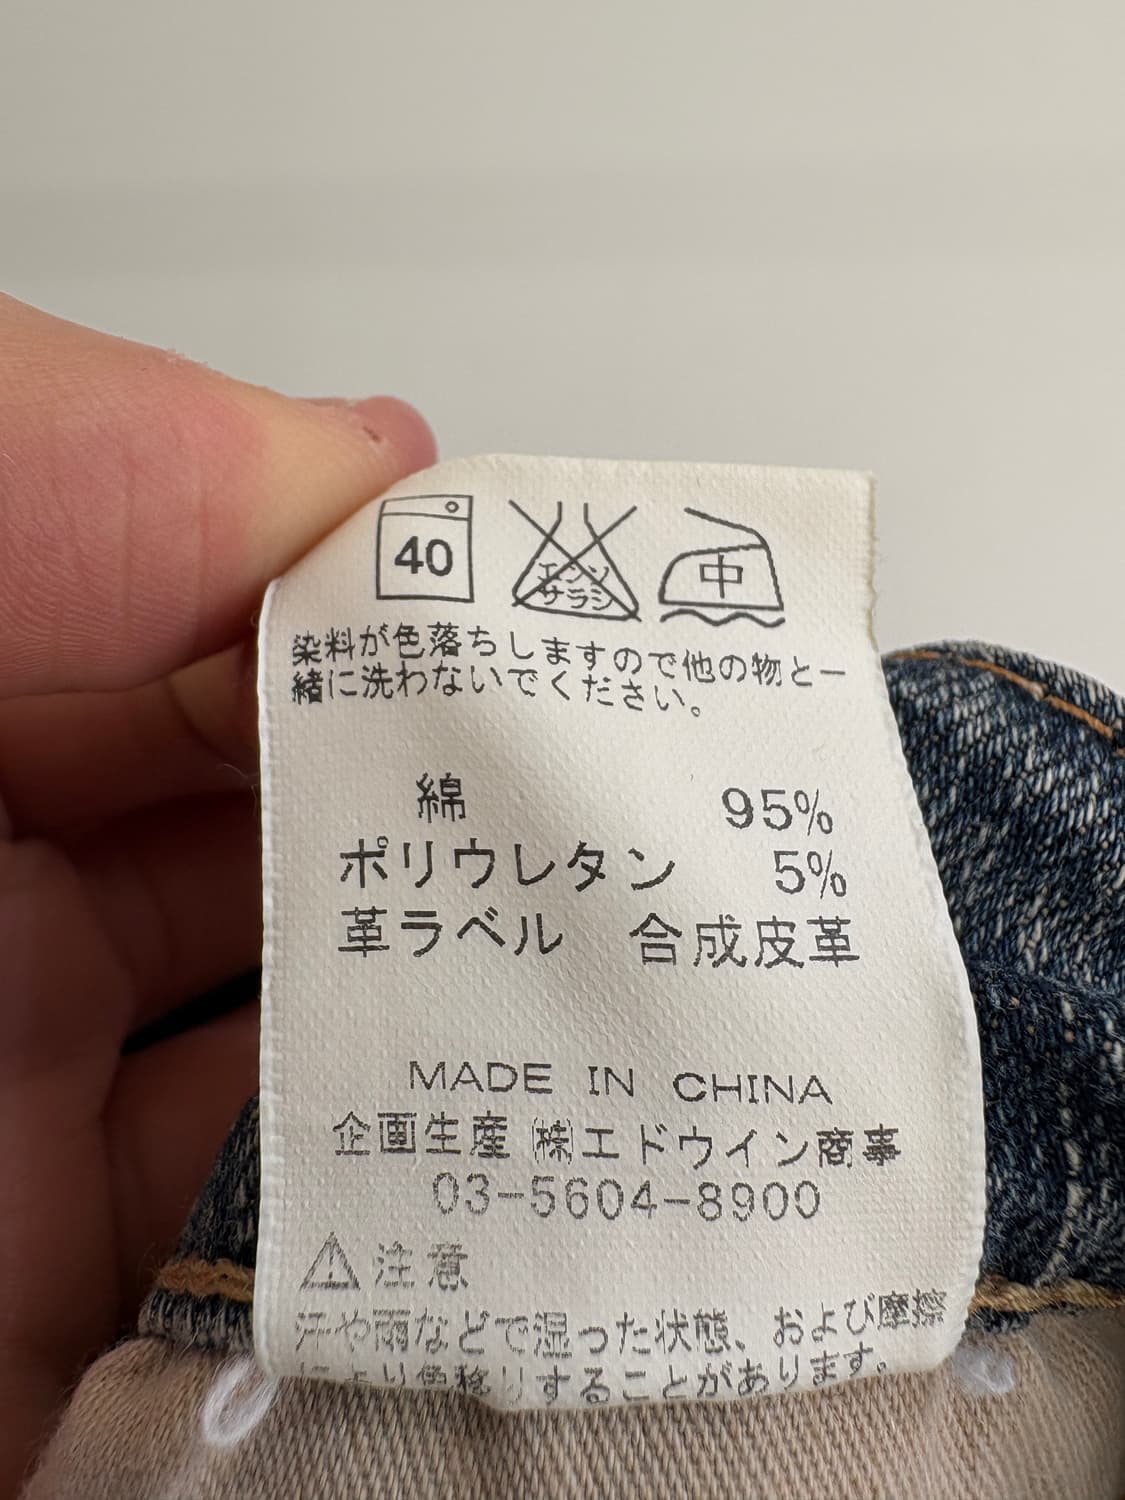 40
エンソ
サラシ
中
染料が色落ちしますので他の物と一
緒に洗わないでください。
綿 95%
ポリウレタン 5%
革ラベル 合成皮革
MADE IN CHINA
企画生産 ㈱エドウイン商事
03-5604-8900
⚠注意
汗や雨などで湿った状態、および摩擦
により色移りすることがあります。